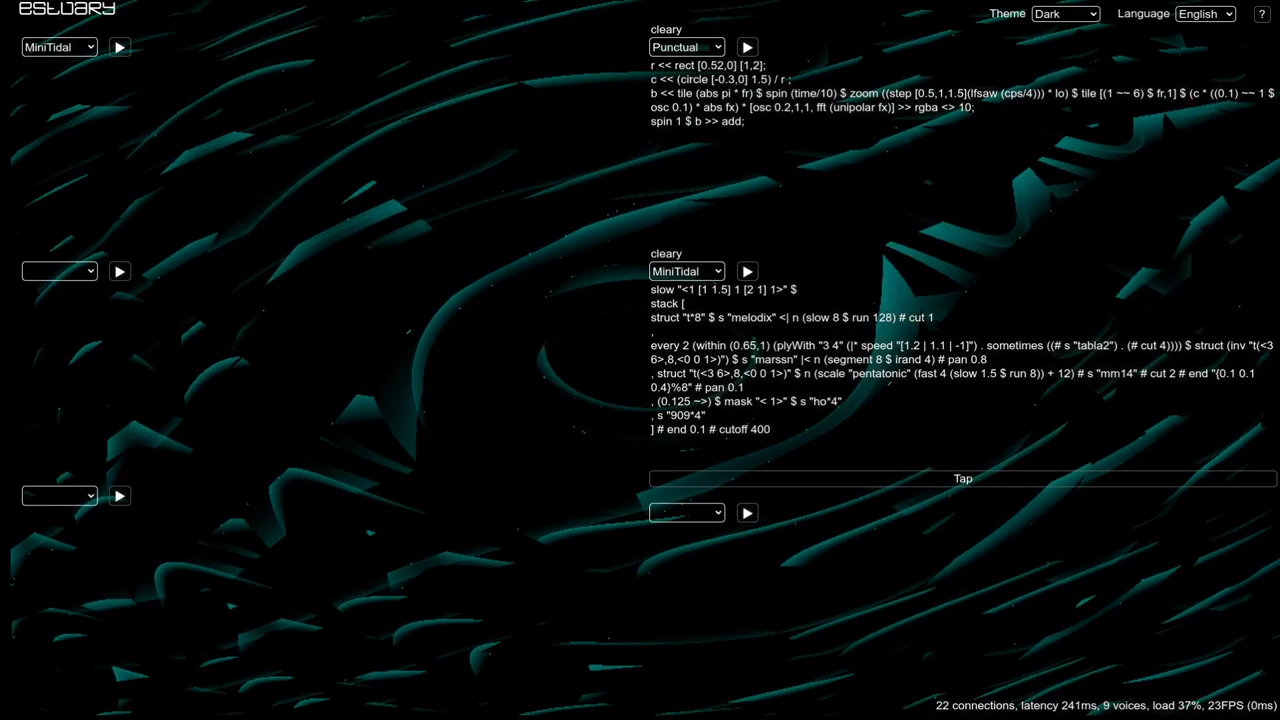 estuary
Theme Dark Language English ?
MiniTidal
cleary
Punctual
r << rect [0.52,0] [1,2];
c << (circle [-0.3,0] 1.5) / r ;
b << tile (abs pi * fr) $ spin (time/10) $ zoom ((step [0.5,1,1.5](lfsaw (cps/4))) * lo) $ tile [(1 ~~ 6) $ fr,1] $ (c * ((0.1) ~~ 1 $
osc 0.1) * abs fx) * [osc 0.2,1,1, fft (unipolar fx)] >> rgba <> 10;
spin 1 $ b >> add;
cleary
MiniTidal
slow "<1 [1 1.5] 1 [2 1] 1>" $
stack [
struct "t*8" $ s "melodix" <| n (slow 8 $ run 128) # cut 1
,
every 2 (within (0.65,1) (plyWith "3 4" (|* speed "[1.2 | 1.1 | -1]") . sometimes ((# s "tabla2") . (# cut 4)))) $ struct (inv "t(<3
6>,8,<0 0 1>)") $ s "marssn" |< n (segment 8 $ irand 4) # pan 0.8
, struct "t(<3 6>,8,<0 0 1>)" $ n (scale "pentatonic" (fast 4 (slow 1.5 $ run 8)) + 12) # s "mm14" # cut 2 # end "{0.1 0.1
0.4}%8" # pan 0.1
, (0.125 ~>) $ mask "< 1>" $ s "ho*4"
, s "909*4"
] # end 0.1 # cutoff 400
Tap
22 connections, latency 241ms, 9 voices, load 37%, 23FPS (0ms)